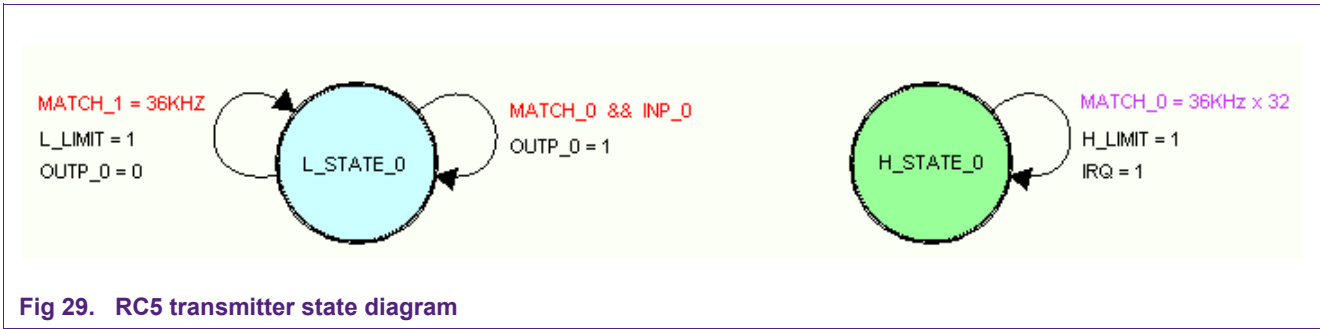 MATCH_1 = 36KHZ
L_LIMIT = 1
OUTP_0 = 0
L_STATE_0
MATCH_0 && INP_0
OUTP_0 = 1
H_STATE_0
MATCH_0 = 36KHz x 32
H_LIMIT = 1
IRQ = 1
Fig 29. RC5 transmitter state diagram